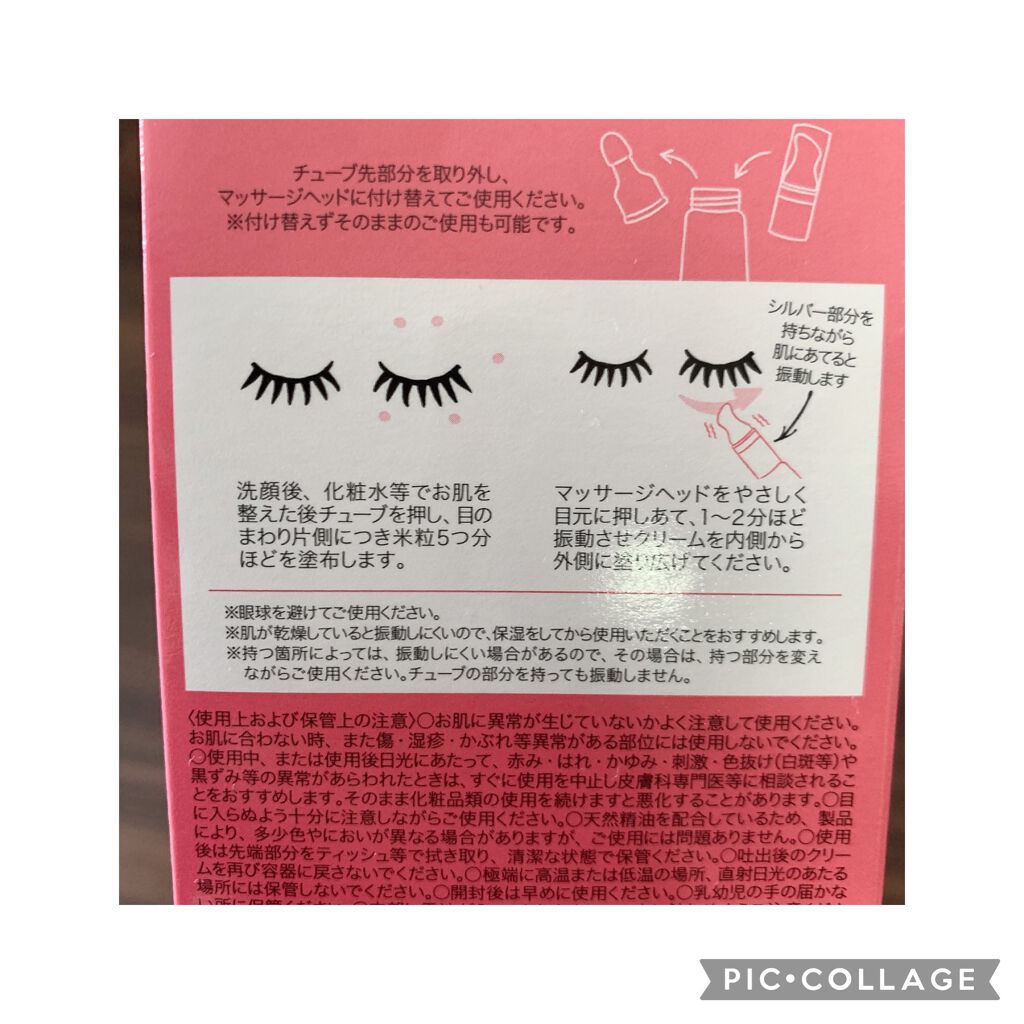 チューブ先部分を取り外し、
マッサージヘッドに付け替えてご使用ください。
※付け替えずそのままのご使用も可能です。
シルバー部分を
持ちながら
肌にあてると
振動します
洗顔後、化粧水等でお肌を
整えた後チューブを押し、目の
まわり片側につき米粒5つ分
ほどを塗布します。
マッサージヘッドをやさしく
目元に押しあて、1〜2分ほど
振動させクリームを内側から
外側に塗り広げてください。
※眼球を避けてご使用ください。
※肌が乾燥していると振動しにくいので、保湿をしてから使用いただくことをおすすめします。
※持つ箇所によっては、振動しにくい場合があるので、その場合は、持つ部分を変え
ながらご使用ください。チューブの部分を持っても振動しません。
〈使用上および保管上の注意〉○お肌に異常が生じていないかよく注意して使用ください。
お肌に合わない時、また傷・湿疹・かぶれ等異常がある部位には使用しないでください。
○使用中、または使用後日光にあたって、赤み・はれ・かゆみ・刺激・色抜け(白斑等)や
黒ずみ等の異常があらわれたときは、すぐに使用を中止し皮膚科専門医等に相談されるこ
とをおすすめします。そのまま化粧品類の使用を続けますと悪化することがあります。○目
に入らぬよう十分に注意しながらご使用ください。○天然精油を配合しているため、製品
により、多少色やにおいが異なる場合がありますが、ご使用には問題ありません。○使用
後は先端部分をティッシュ等で拭き取り、清潔な状態で保管ください。○吐出後のクリー
ムを再び容器に戻さないでください。○極端に高温または低温の場所、直射日光のあたる
場所には保管しないでください。○開封後は早めに使用ください。○乳幼児の手の届かな
い所に保管ください。
PIC•COLLAGE